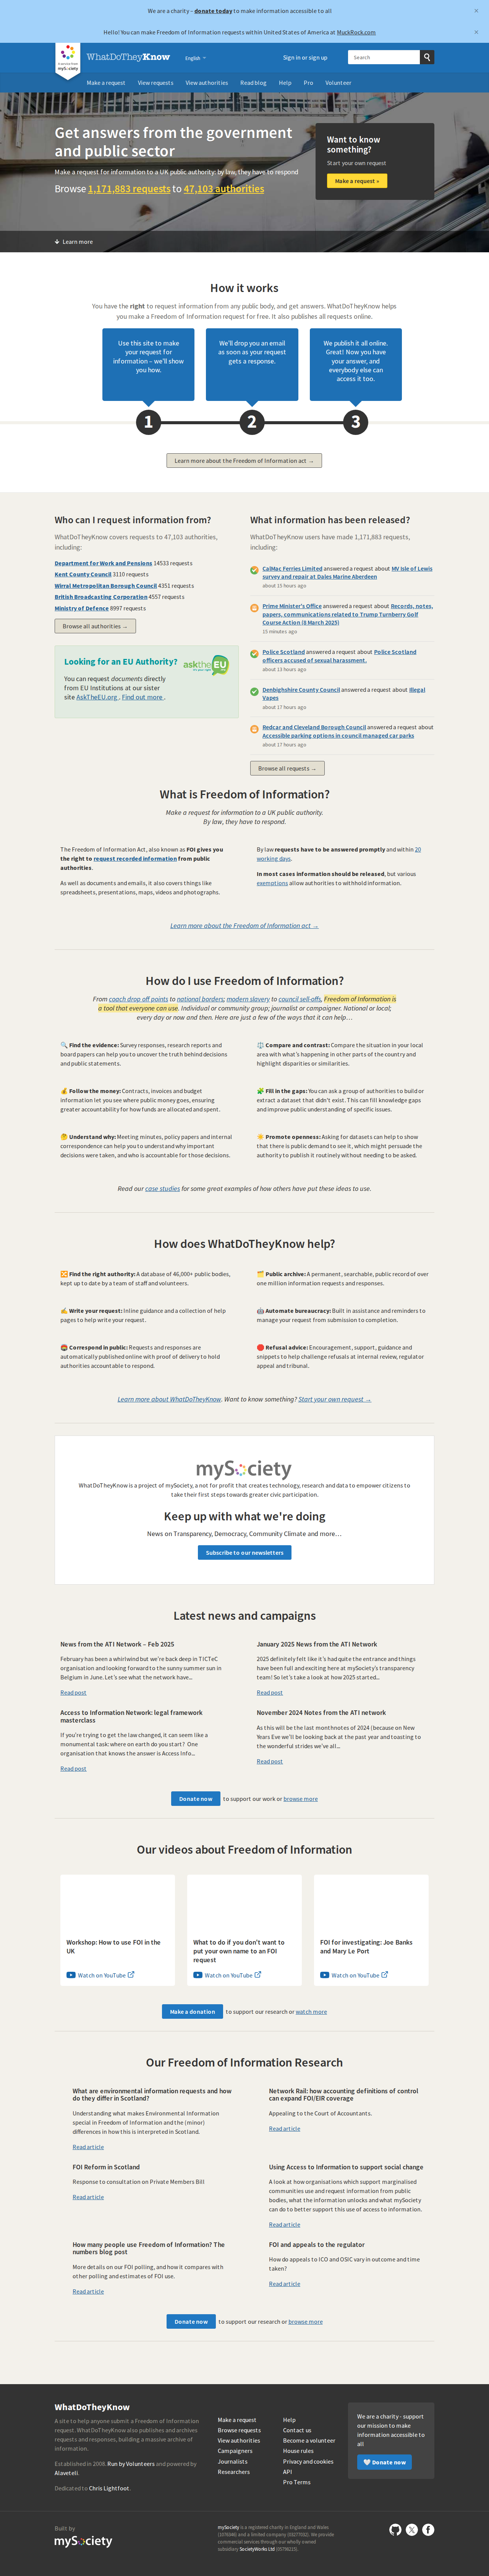 We are a charity – donate today to make information accessible to all
×
Hello! You can make Freedom of Information requests within United States of America at MuckRock.com
×
a service from
mySociety
WhatDoTheyKnow
English
Sign in or sign up
Search
Make a request
View requests
View authorities
Read blog
Help
Pro
Volunteer
Get answers from the government
and public sector
Make a request for information to a UK public authority: by law, they have to respond
Browse 1,171,883 requests to 47,103 authorities
Want to know
something?
Start your own request
Make a request »
↓ Learn more
How it works
You have the right to request information from any public body, and get answers. WhatDoTheyKnow helps
you make a Freedom of Information request for free. It also publishes all requests online.
Use this site to make
your request for
information – we'll show
you how.
We'll drop you an email
as soon as your request
gets a response.
We publish it all online.
Great! Now you have
your answer, and
everybody else can
access it too.
1
2
3
Learn more about the Freedom of Information act →
Who can I request information from?
WhatDoTheyKnow covers requests to 47,103 authorities,
including:
Department for Work and Pensions 14533 requests
Kent County Council 3110 requests
Wirral Metropolitan Borough Council 4351 requests
British Broadcasting Corporation 4557 requests
Ministry of Defence 8997 requests
Browse all authorities →
Looking for an EU Authority?
You can request documents directly
from EU Institutions at our sister
site AskTheEU.org . Find out more .
asktheEU
What information has been released?
WhatDoTheyKnow users have made 1,171,883 requests,
including:
CalMac Ferries Limited answered a request about MV Isle of Lewis
survey and repair at Dales Marine Aberdeen
about 15 hours ago
Prime Minister's Office answered a request about Records, notes,
papers, communications related to Trump Turnberry Golf
Course Action (8 March 2025)
15 minutes ago
Police Scotland answered a request about Police Scotland
officers accused of sexual harassment.
about 13 hours ago
Denbighshire County Council answered a request about Illegal
Vapes
about 17 hours ago
Redcar and Cleveland Borough Council answered a request about
Accessible parking options in council managed car parks
about 17 hours ago
Browse all requests →
What is Freedom of Information?
Make a request for information to a UK public authority.
By law, they have to respond.
The Freedom of Information Act, also known as FOI gives you
the right to request recorded information from public
authorities.
As well as documents and emails, it also covers things like
spreadsheets, presentations, maps, videos and photographs.
By law requests have to be answered promptly and within 20
working days.
In most cases information should be released, but various
exemptions allow authorities to withhold information.
Learn more about the Freedom of Information act →
How do I use Freedom of Information?
From coach drop off points to national borders; modern slavery to council sell-offs, Freedom of Information is
a tool that everyone can use. Individual or community group; journalist or campaigner. National or local;
every day or now and then. Here are just a few of the ways that it can help…
🔍 Find the evidence: Survey responses, research reports and
board papers can help you to uncover the truth behind decisions
and public statements.
⚖️ Compare and contrast: Compare the situation in your local
area with what's happening in other parts of the country and
highlight disparities or similarities.
💰 Follow the money: Contracts, invoices and budget
information let you see where public money goes, ensuring
greater accountability for how funds are allocated and spent.
🧩 Fill in the gaps: You can ask a group of authorities to build or
extract a dataset that didn't exist. This can fill knowledge gaps
and improve public understanding of specific issues.
🤔 Understand why: Meeting minutes, policy papers and internal
correspondence can help you to understand why important
decisions were taken, and who is accountable for those decisions.
☀️ Promote openness: Asking for datasets can help to show
that there is public demand to see it, which might persuade the
authority to publish it routinely without needing to be asked.
Read our case studies for some great examples of how others have put these ideas to use.
How does WhatDoTheyKnow help?
🔀 Find the right authority: A database of 46,000+ public bodies,
kept up to date by a team of staff and volunteers.
🗂️ Public archive: A permanent, searchable, public record of over
one million information requests and responses.
✍️ Write your request: Inline guidance and a collection of help
pages to help write your request.
🤖 Automate bureaucracy: Built in assistance and reminders to
manage your request from submission to completion.
📮 Correspond in public: Requests and responses are
automatically published online with proof of delivery to hold
authorities accountable to respond.
🛑 Refusal advice: Encouragement, support, guidance and
snippets to help challenge refusals at internal review, regulator
appeal and tribunal.
Learn more about WhatDoTheyKnow. Want to know something? Start your own request →
mySociety
WhatDoTheyKnow is a project of mySociety, a not for profit that creates technology, research and data to empower citizens to
take their first steps towards greater civic participation.
Keep up with what we're doing
News on Transparency, Democracy, Community Climate and more…
Subscribe to our newsletters
Latest news and campaigns
News from the ATI Network – Feb 2025
February has been a whirlwind but we're back deep in TICTeC
organisation and looking forward to the sunny summer sun in
Belgium in June. Let's see what the network have...
Read post
January 2025 News from the ATI Network
2025 definitely felt like it's had quite the entrance and things
have been full and exciting here at mySociety's transparency
team! So let's take a look at how 2025 started...
Read post
Access to Information Network: legal framework
masterclass
If you're trying to get the law changed, it can seem like a
monumental task: where on earth do you start? One
organisation that knows the answer is Access Info...
Read post
November 2024 Notes from the ATI network
As this will be the last monthnotes of 2024 (because on New
Years Eve we'll be looking back at the past year and toasting to
the wonderful strides we've all...
Read post
Donate now to support our work or browse more
Our videos about Freedom of Information
Workshop: How to use FOI in the
UK
Watch on YouTube
What to do if you don't want to
put your own name to an FOI
request
Watch on YouTube
FOI for investigating: Joe Banks
and Mary Le Port
Watch on YouTube
Make a donation to support our research or watch more
Our Freedom of Information Research
What are environmental information requests and how
do they differ in Scotland?
Understanding what makes Environmental Information
special in Freedom of Information and the (minor)
differences in how this is interpreted in Scotland.
Read article
Network Rail: how accounting definitions of control
can expand FOI/EIR coverage
Appealing to the Court of Accountants.
Read article
FOI Reform in Scotland
Response to consultation on Private Members Bill
Read article
Using Access to Information to support social change
A look at how organisations which support marginalised
communities use and request information from public
bodies, what the information unlocks and what mySociety
can do to better support this use of access to information.
Read article
How many people use Freedom of Information? The
numbers blog post
More details on our FOI polling, and how it compares with
other polling and estimates of FOI use.
Read article
FOI and appeals to the regulator
How do appeals to ICO and OSIC vary in outcome and time
taken?
Read article
Donate now to support our research or browse more
WhatDoTheyKnow
A site to help anyone submit a Freedom of Information
request. WhatDoTheyKnow also publishes and archives
requests and responses, building a massive archive of
information.
Established in 2008. Run by Volunteers and powered by
Alaveteli.
Dedicated to Chris Lightfoot.
Make a request
Browse requests
View authorities
Campaigners
Journalists
Researchers
Help
Contact us
Become a volunteer
House rules
Privacy and cookies
API
Pro Terms
We are a charity - support
our mission to make
information accessible to
all
🤍 Donate now
Built by
mySociety
mySociety is a registered charity in England and Wales
(1076346) and a limited company (03277032). We provide
commercial services through our wholly owned
subsidiary SocietyWorks Ltd (05798215).